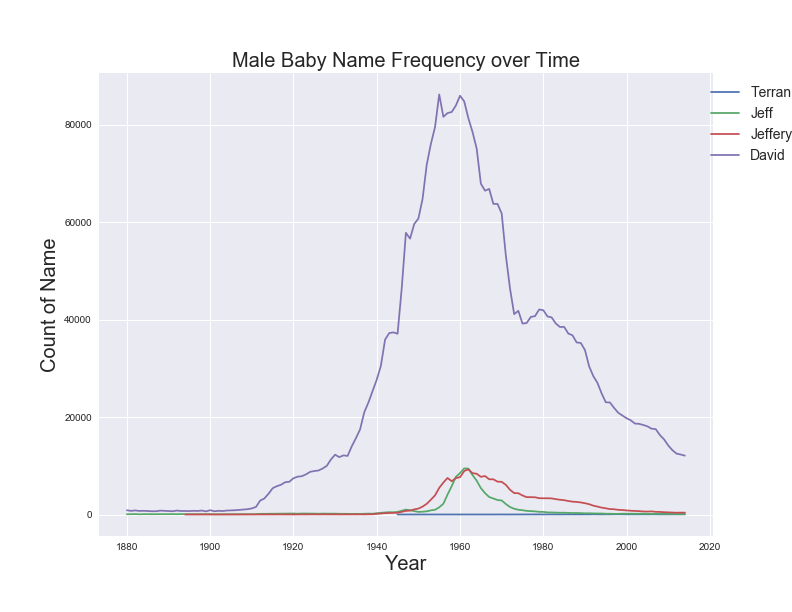 Male Baby Name Frequency over Time
Terran
Jeff
Jeffery
David
80000
60000
40000
20000
0
Count of Name
1880 1900 1920 1940 1960 1980 2000 2020
Year